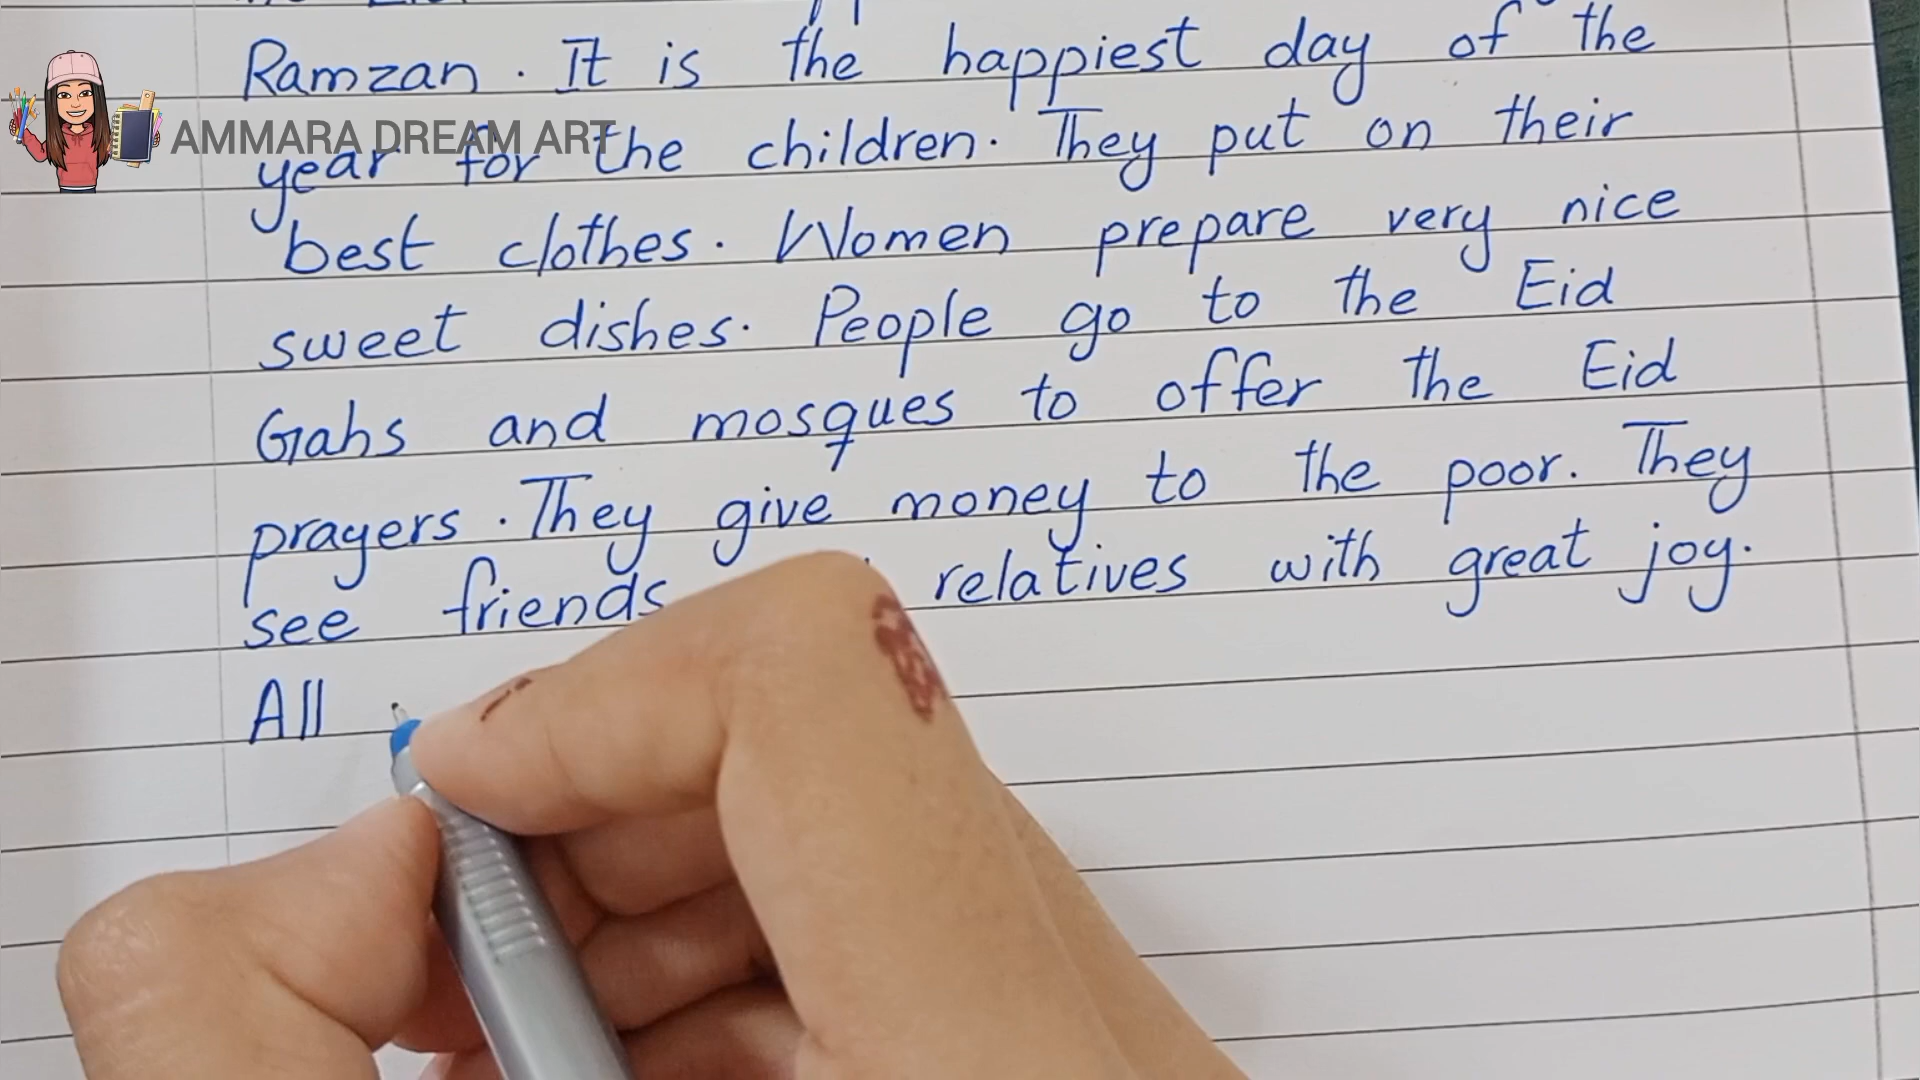 Ramzan. It is the happiest day of the
AMMARA DREAM ART
year for the children. They put on their
best clothes. Women prepare very nice
sweet dishes. People go to the Eid
Gahs and mosques to offer the Eid
prayers. They give money to the poor. They
see friends relatives with great joy.
All